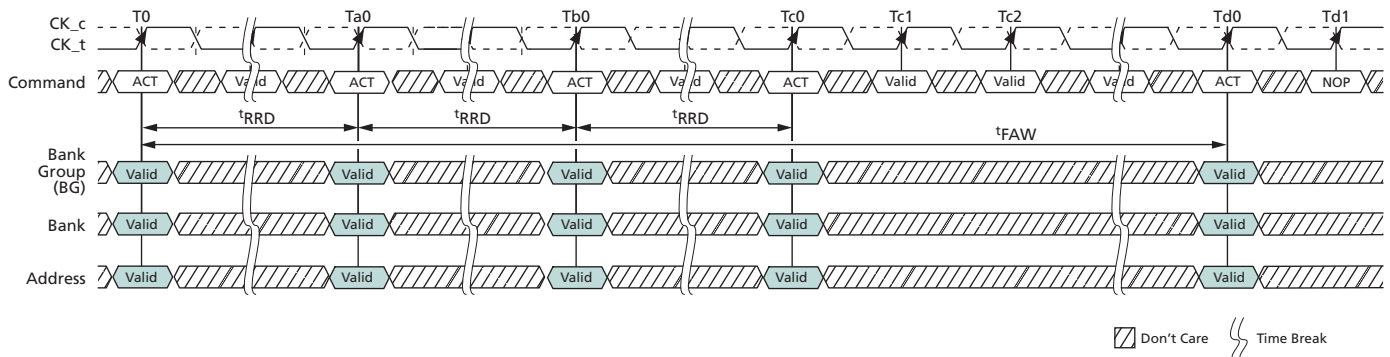 T0 Ta0 Tb0 Tc0 Tc1 Tc2 Td0 Td1
CK_c
CK_t
Command ACT Valid ACT Valid ACT Valid ACT Valid Valid Valid ACT NOP
tRRD tRRD tRRD
tFAW
Bank
Group
(BG)
Valid Valid Valid Valid Valid
Bank Valid Valid Valid Valid Valid
Address Valid Valid Valid Valid Valid
Don't Care Time Break